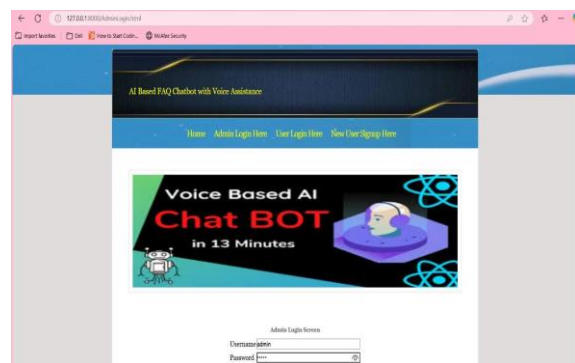 127.0.0.1:8000/AdminLogin.html
Import favorites Dell How to Start Codin... McAfee Security
AI Based FAQ Chatbot with Voice Assistance
Home Admin Login Here User Login Here New User Signup Here
Voice Based AI
Chat BOT
in 13 Minutes
Admin Login Screen
Username admin
Password •••••